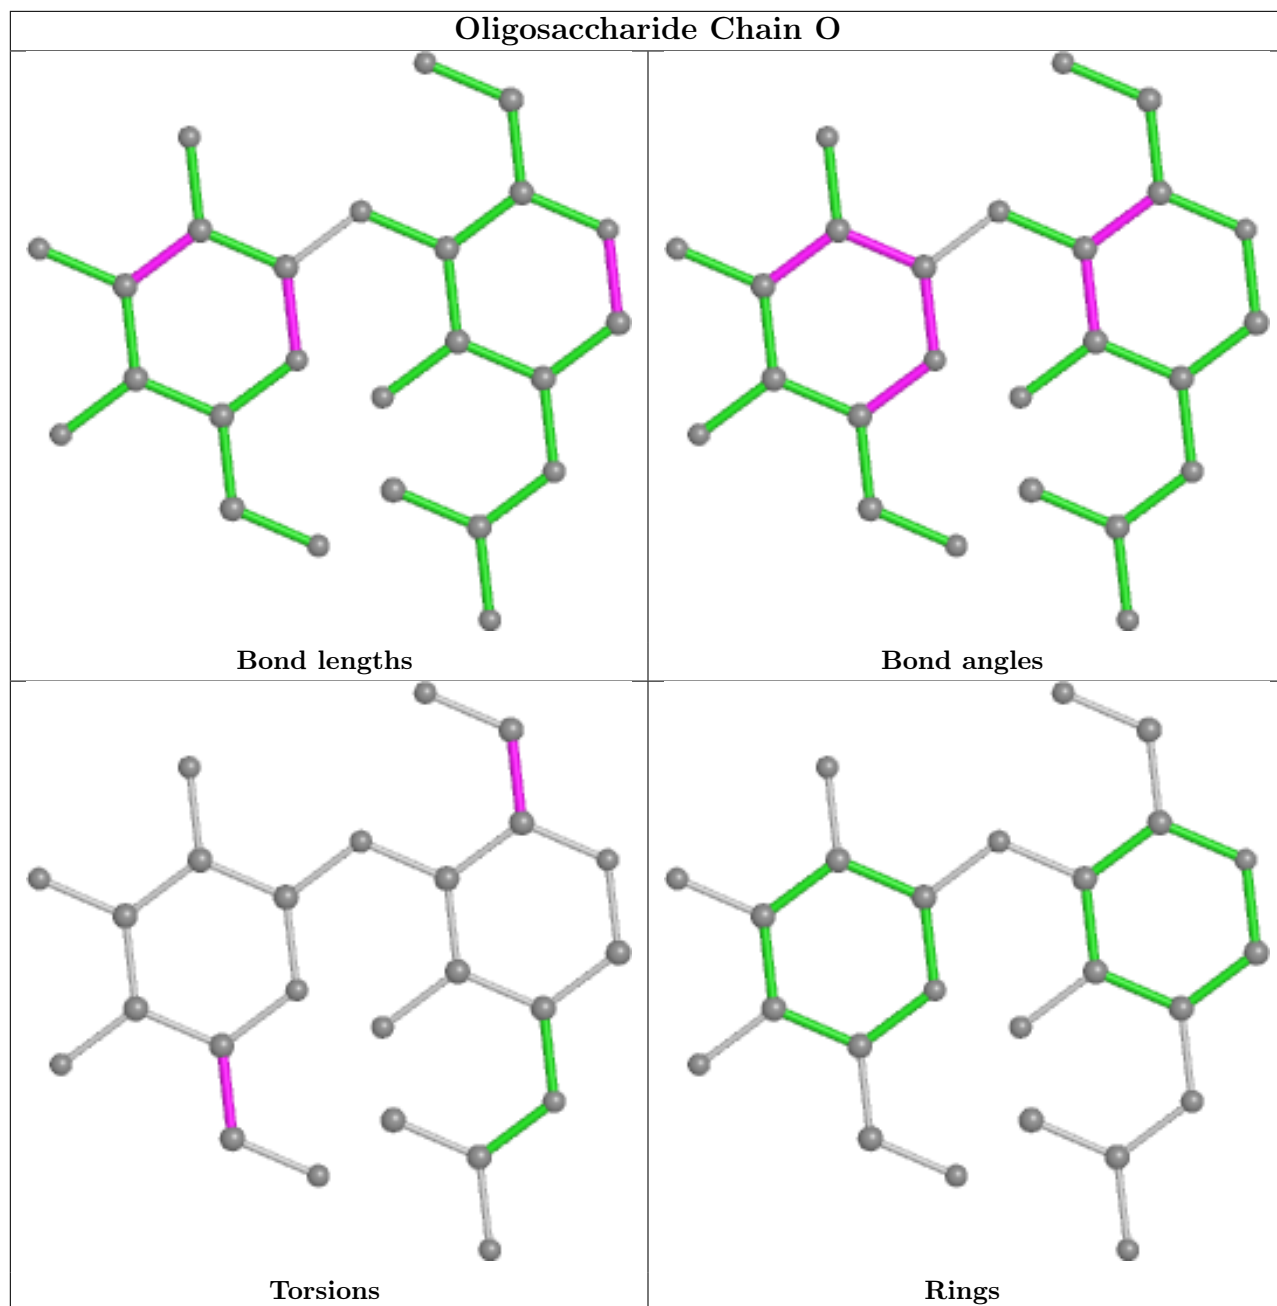 Oligosaccharide Chain O
Bond lengths
Bond angles
Torsions
Rings